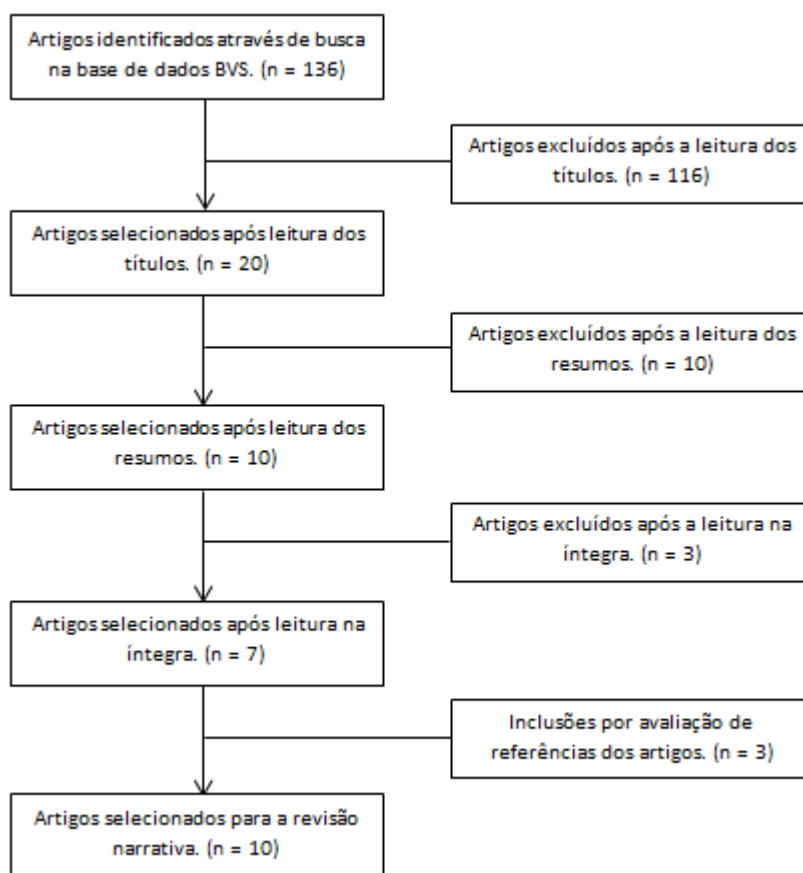 Artigos identificados através de busca
na base de dados BVS. (n = 136)
Artigos excluídos após a leitura dos
títulos. (n = 116)
Artigos selecionados após leitura dos
títulos. (n = 20)
Artigos excluídos após a leitura dos
resumos. (n = 10)
Artigos selecionados após leitura dos
resumos. (n = 10)
Artigos excluídos após a leitura na
íntegra. (n = 3)
Artigos selecionados após leitura na
íntegra. (n = 7)
Inclusões por avaliação de
referências dos artigos. (n = 3)
Artigos selecionados para a revisão
narrativa. (n = 10)